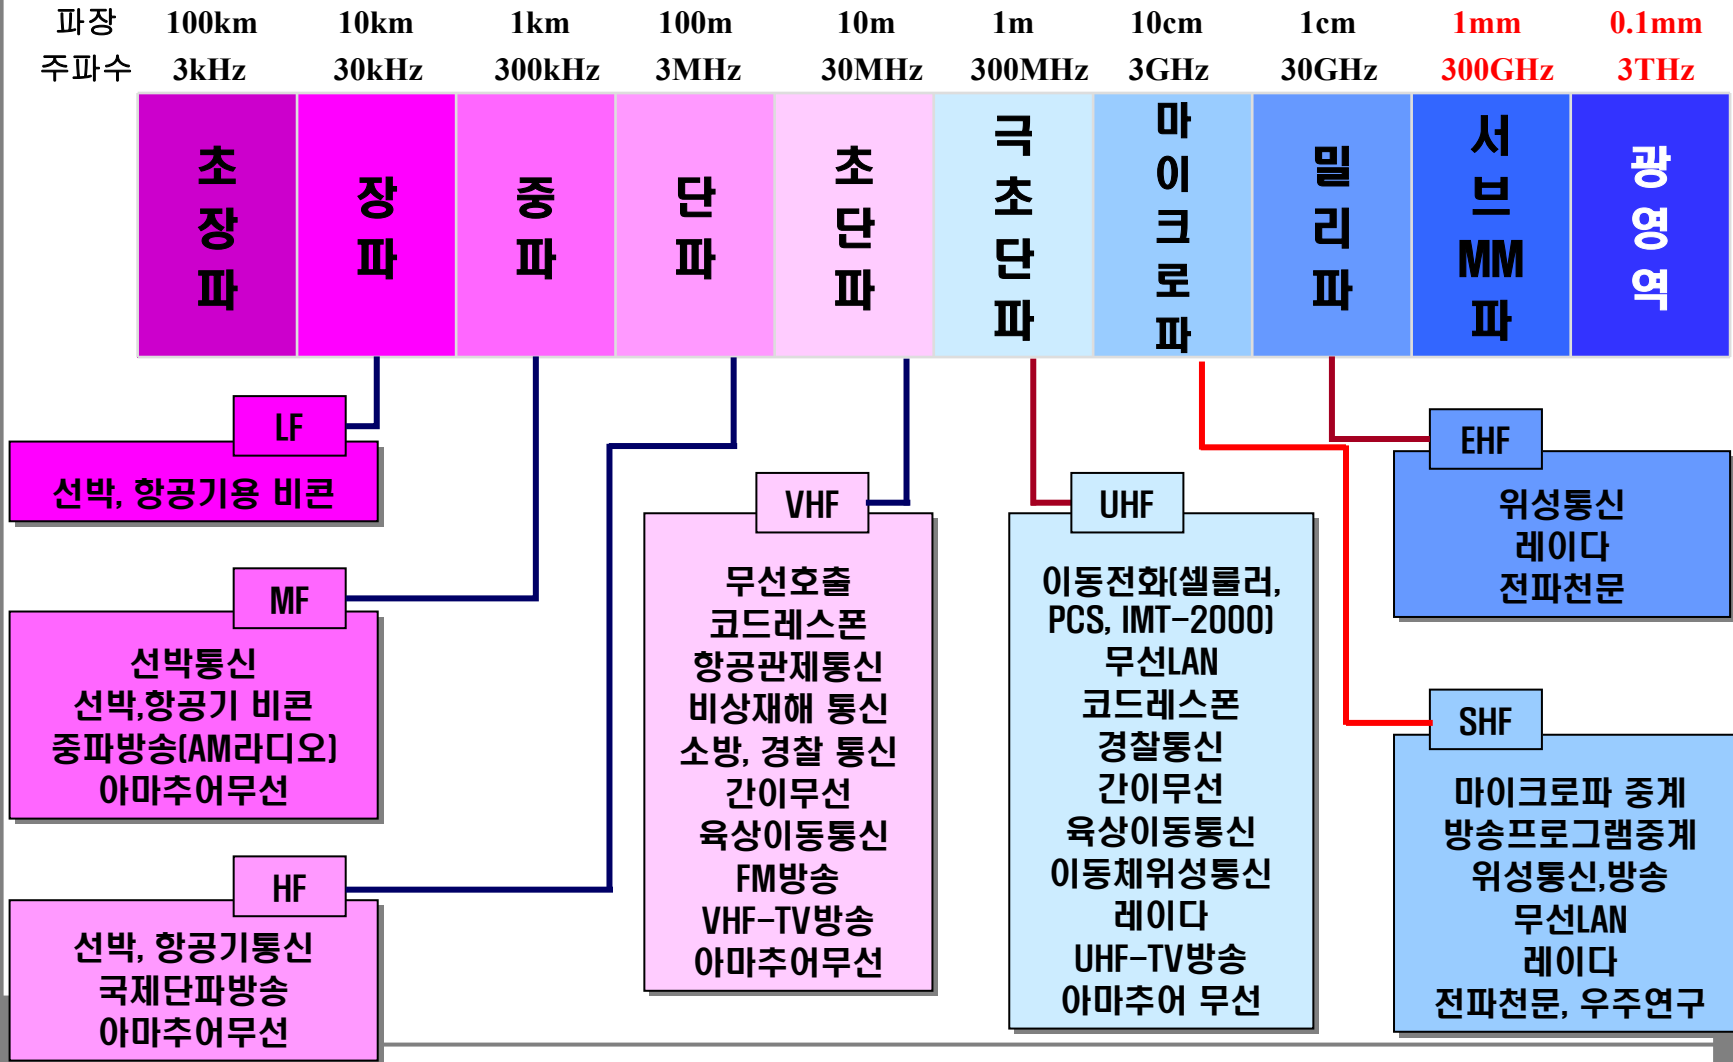 파장 100km 10km 1km 100m 10m 1m 10cm 1cm 1mm 0.1mm
주파수 3kHz 30kHz 300kHz 3MHz 30MHz 300MHz 3GHz 30GHz 300GHz 3THz
초장파
장파
중파
단파
초단파
극초단파
마이크로파
밀리파
서브MM파
광영역
LF
선박, 항공기용 비콘
MF
선박통신
선박,항공기 비콘
중파방송(AM라디오)
아마추어무선
HF
선박, 항공기통신
국제단파방송
아마추어무선
VHF
무선호출
코드레스폰
항공관제통신
비상재해 통신
소방, 경찰 통신
간이무선
육상이동통신
FM방송
VHF-TV방송
아마추어무선
UHF
이동전화(셀룰러,
PCS, IMT-2000)
무선LAN
코드레스폰
경찰통신
간이무선
육상이동통신
이동체위성통신
레이다
UHF-TV방송
아마추어 무선
EHF
위성통신
레이다
전파천문
SHF
마이크로파 중계
방송프로그램중계
위성통신,방송
무선LAN
레이다
전파천문, 우주연구